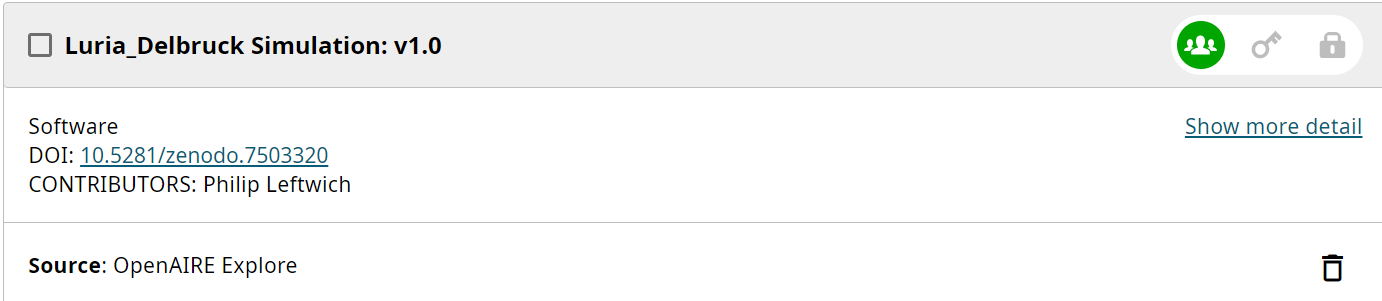 Luria_Delbruck Simulation: v1.0
Software
Show more detail
DOI: 10.5281/zenodo.7503320
CONTRIBUTORS: Philip Leftwich
Source: OpenAIRE Explore